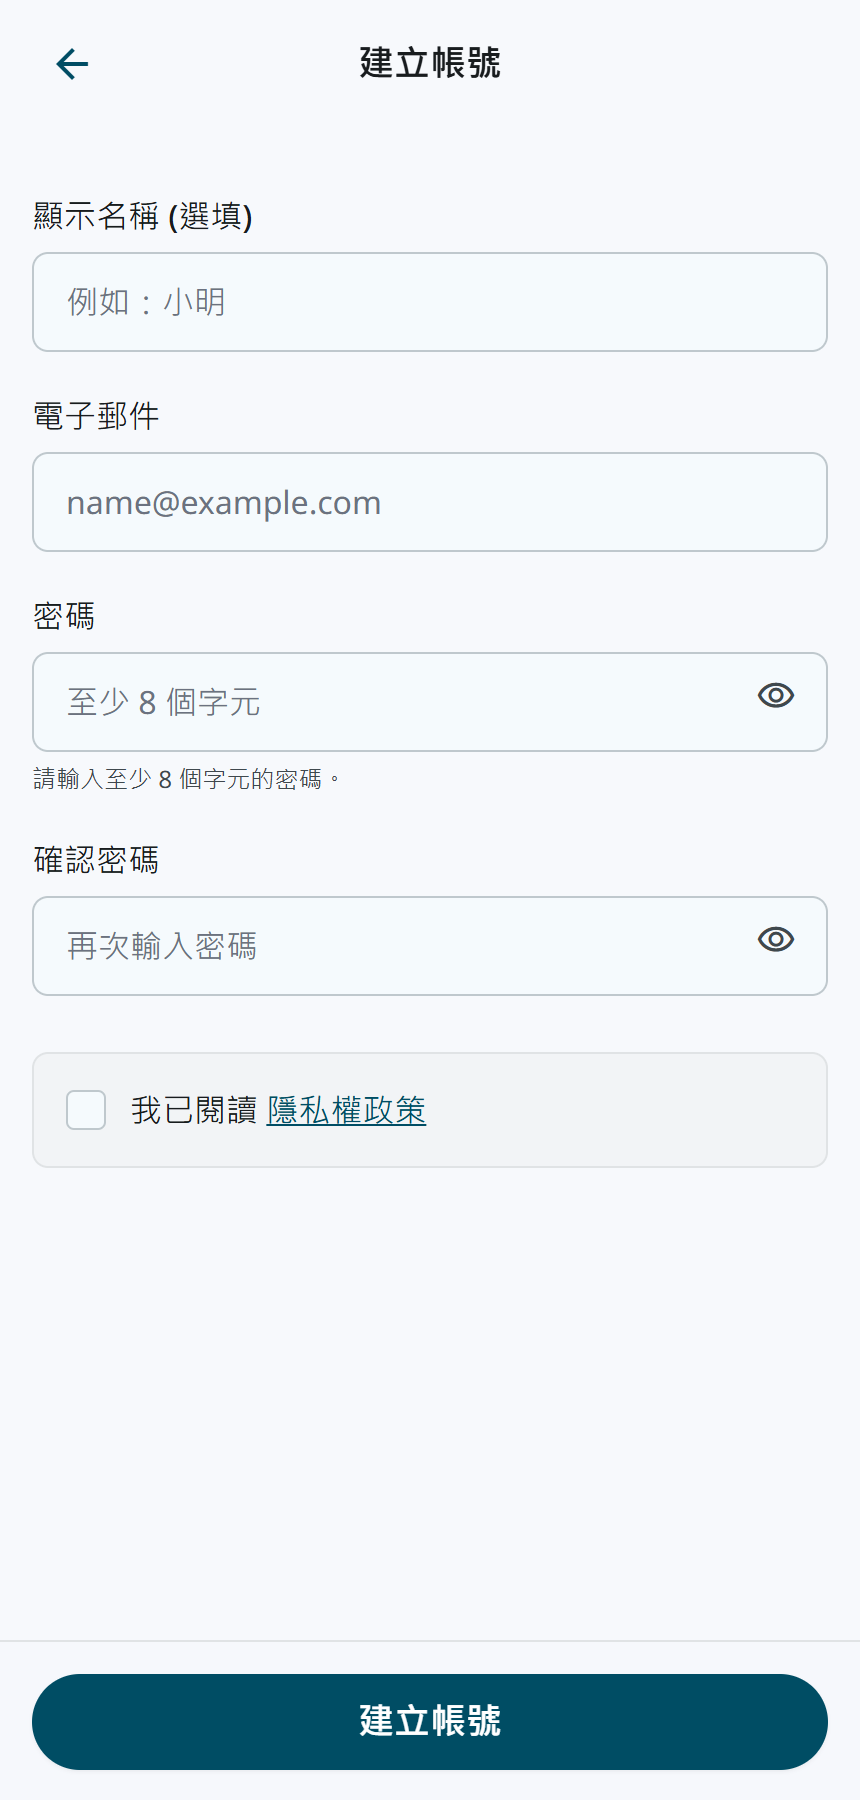 建立帳號
顯示名稱 (選填)
例如：小明
電子郵件
name@example.com
密碼
至少 8 個字元
請輸入至少 8 個字元的密碼。
確認密碼
再次輸入密碼
我已閱讀 隱私權政策
建立帳號